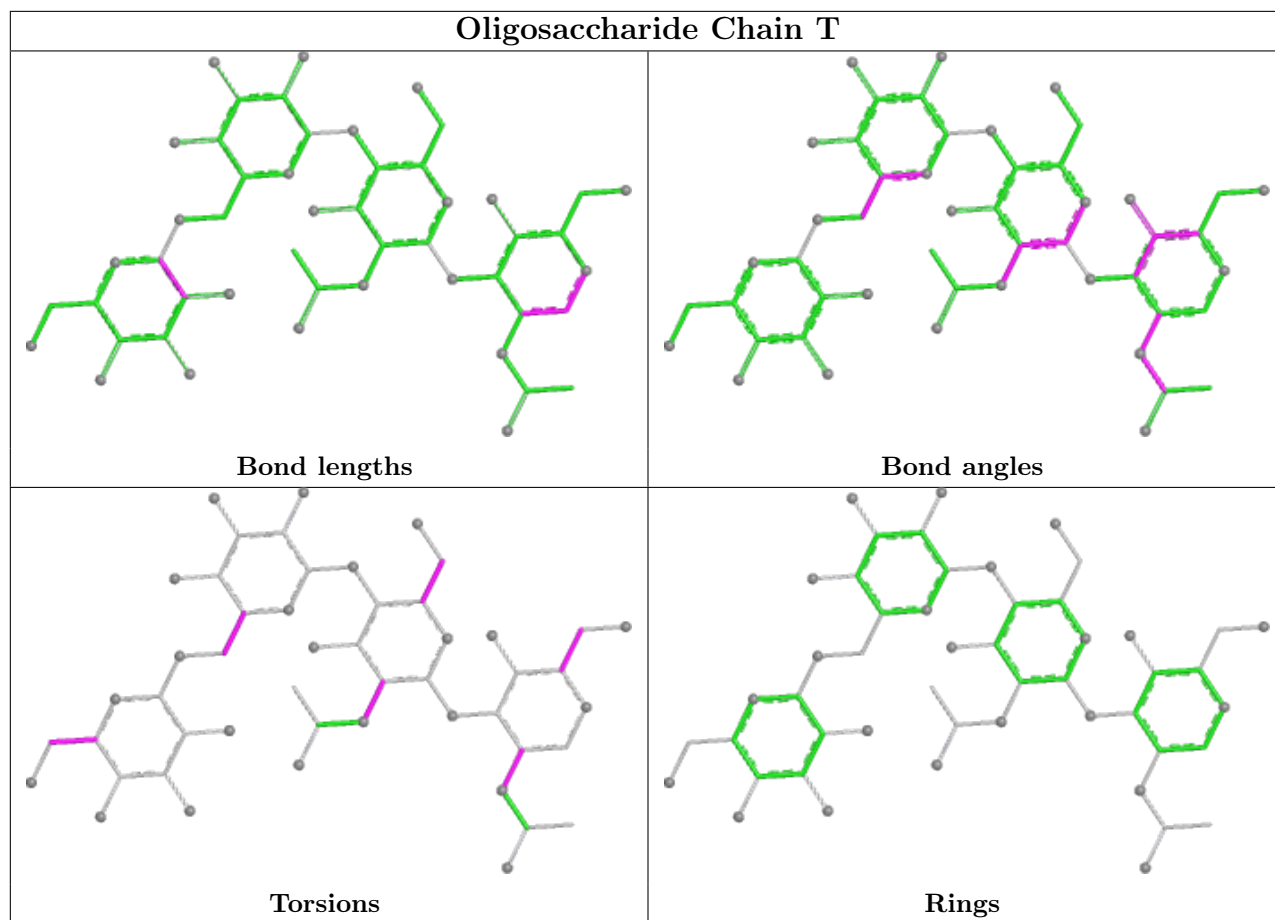 Oligosaccharide Chain T
Bond lengths
Bond angles
Torsions
Rings